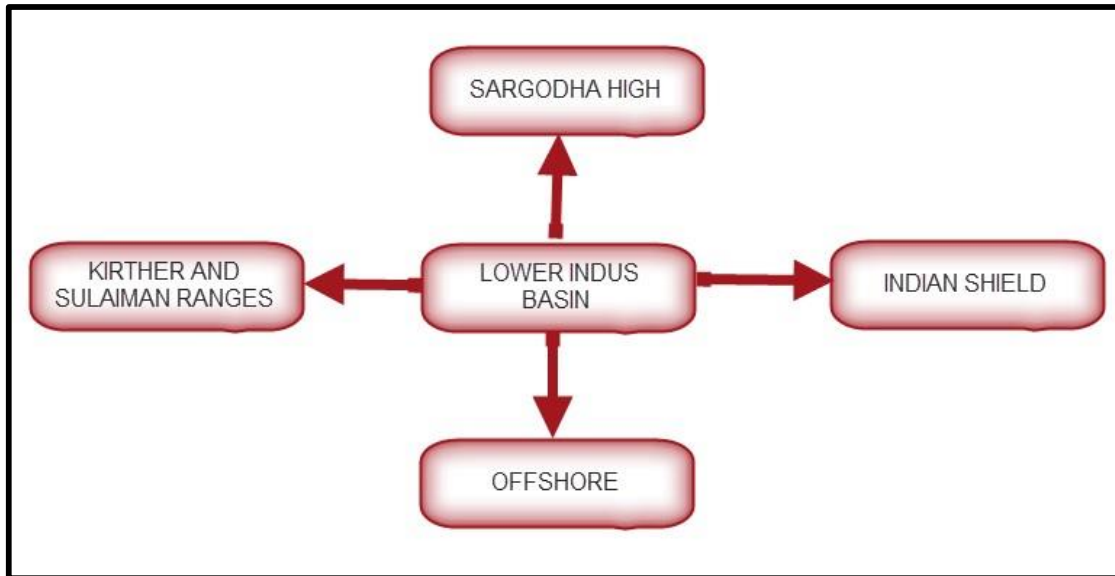 SARGODHA HIGH
KIRTHER AND
SULAIMAN RANGES
LOWER INDUS
BASIN
INDIAN SHIELD
OFFSHORE